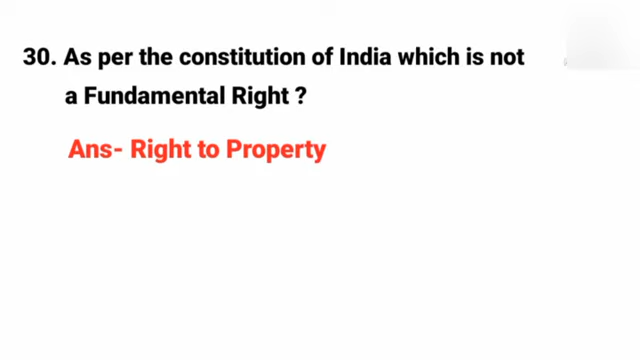 30. As per the constitution of India which is not
a Fundamental Right ?
Ans- Right to Property